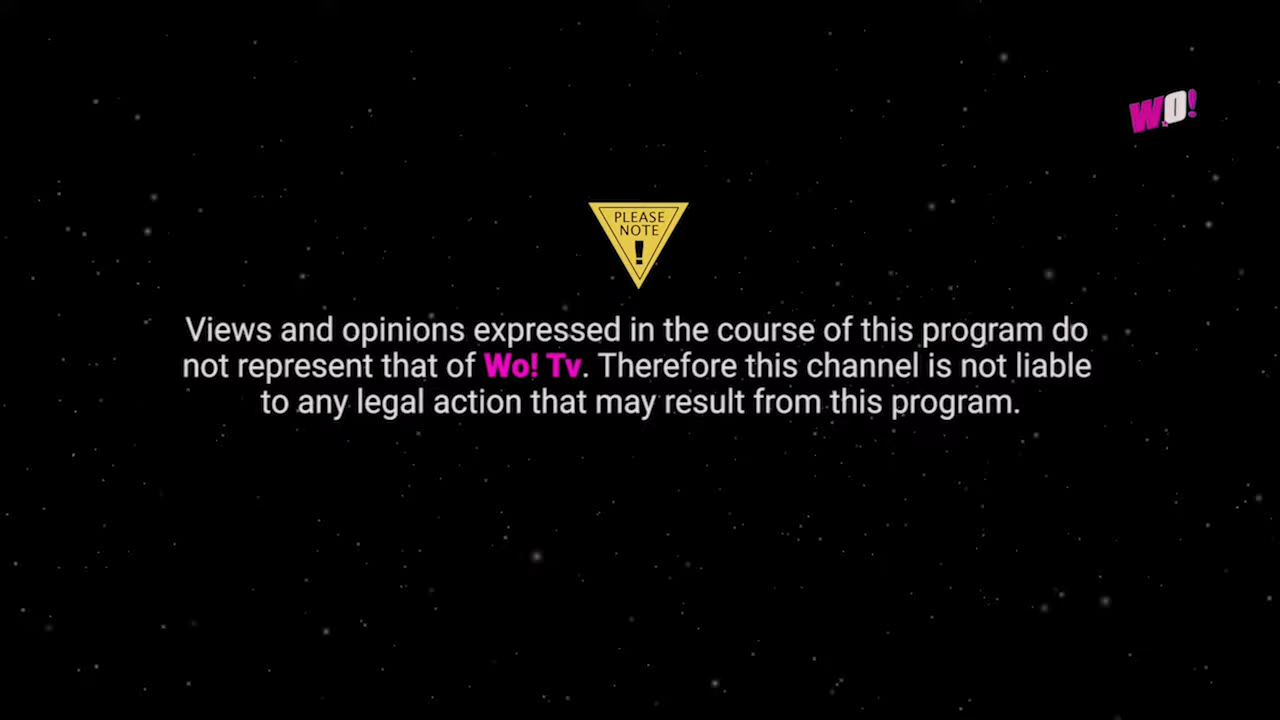 WO!
PLEASE
NOTE
!
Views and opinions expressed in the course of this program do
not represent that of Wo! Tv. Therefore this channel is not liable
to any legal action that may result from this program.